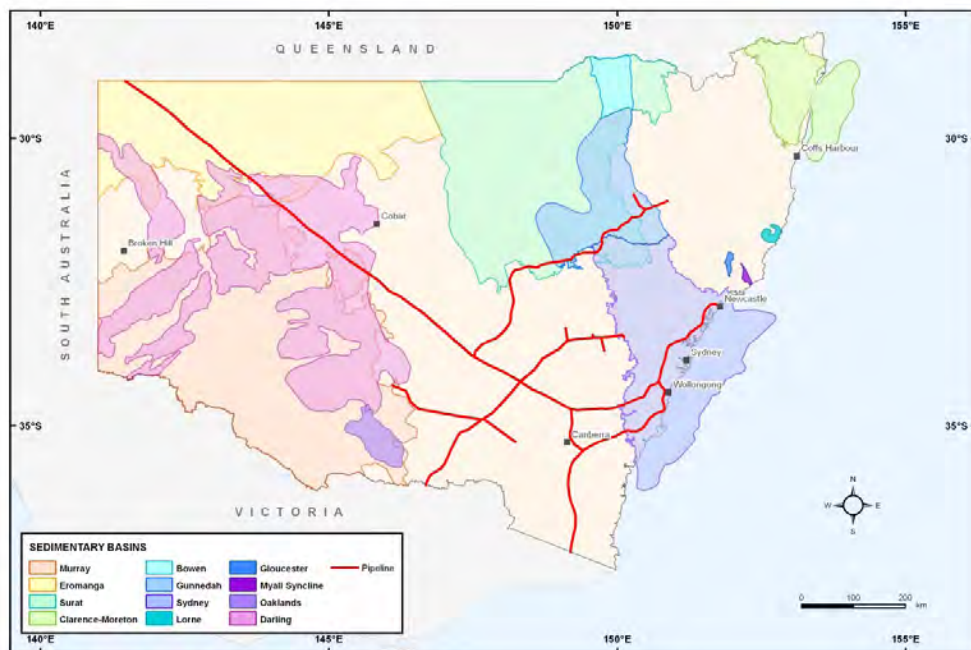 140°E 145°E 150°E 155°E
QUEENSLAND
30°S 30°S
Coffs Harbour
SOUTH AUSTRALIA
Cobar
Broken Hill
Newcastle
Sydney
Wollongong
35°S 35°S
Canberra
VICTORIA
N
W E
S
SEDIMENTARY BASINS
Murray Bowen Gloucester Pipeline
Eromanga Gunnedah Myall Syncline
Surat Sydney Oaklands
Clarence-Moreton Lorne Darling
0 100 200
km
140°E 145°E 150°E 155°E